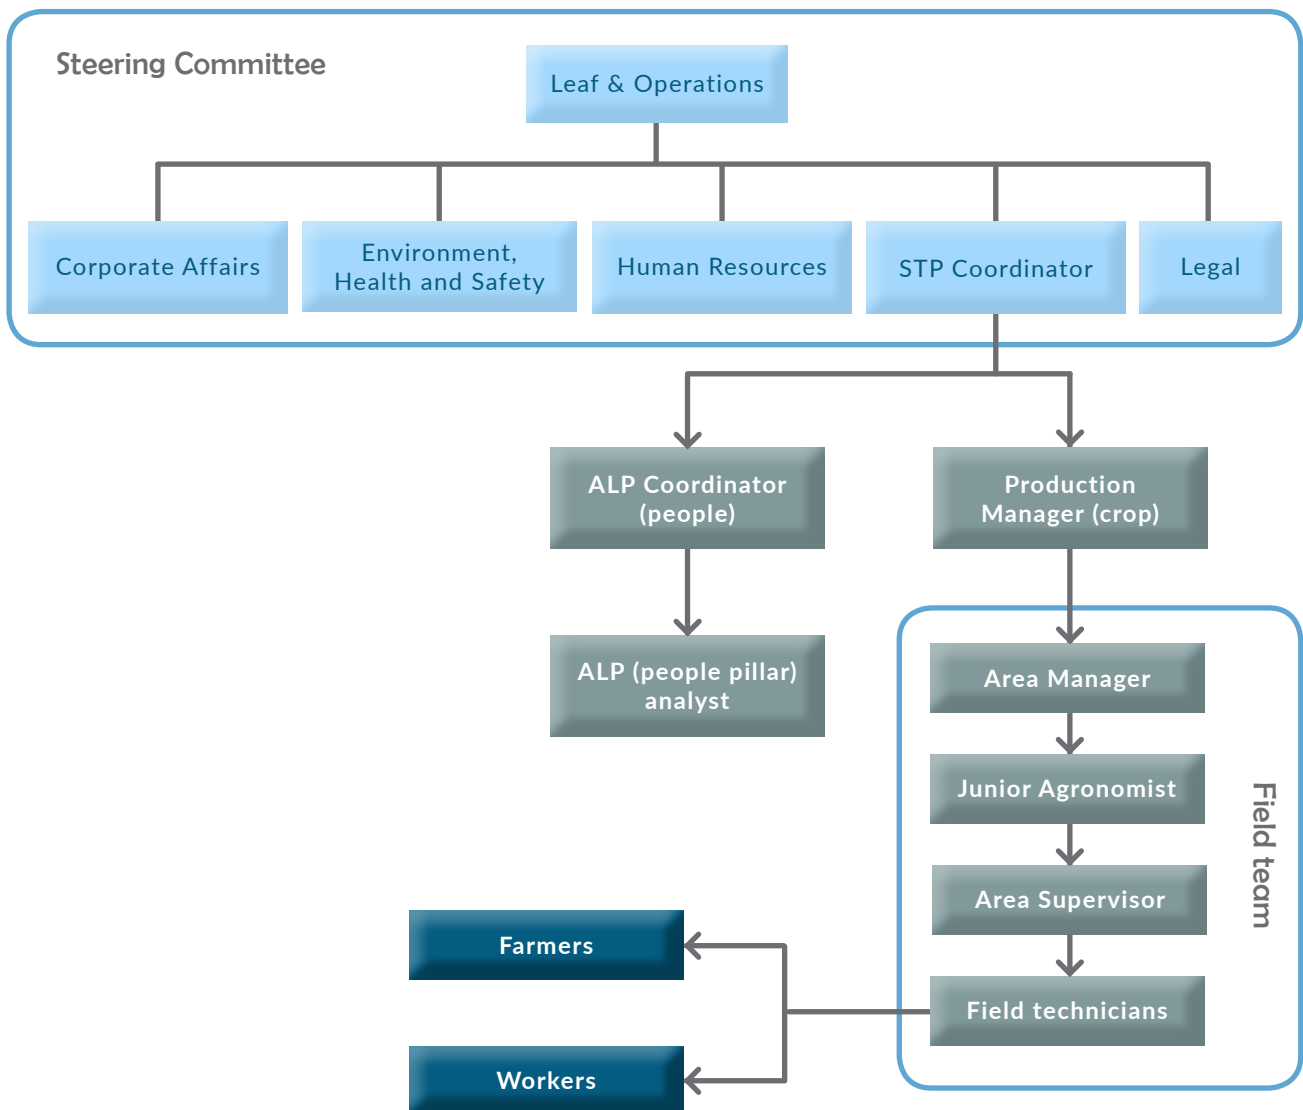 Steering Committee
Leaf & Operations
Corporate Affairs
Environment,
Health and Safety
Human Resources
STP Coordinator
Legal
ALP Coordinator
(people)
Production
Manager (crop)
ALP (people pillar)
analyst
Area Manager
Junior Agronomist
Area Supervisor
Field technicians
Field team
Farmers
Workers